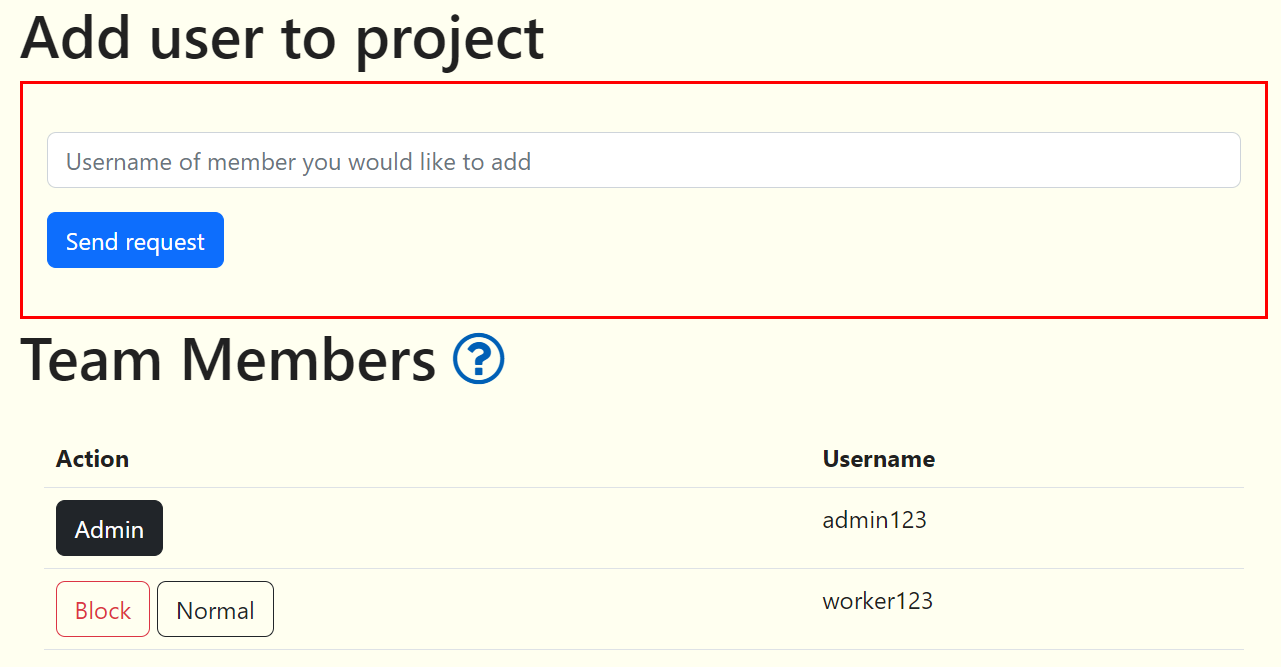 Add user to project
Username of member you would like to add
Send request
Team Members ?
Action Username
Admin admin123
Block Normal worker123